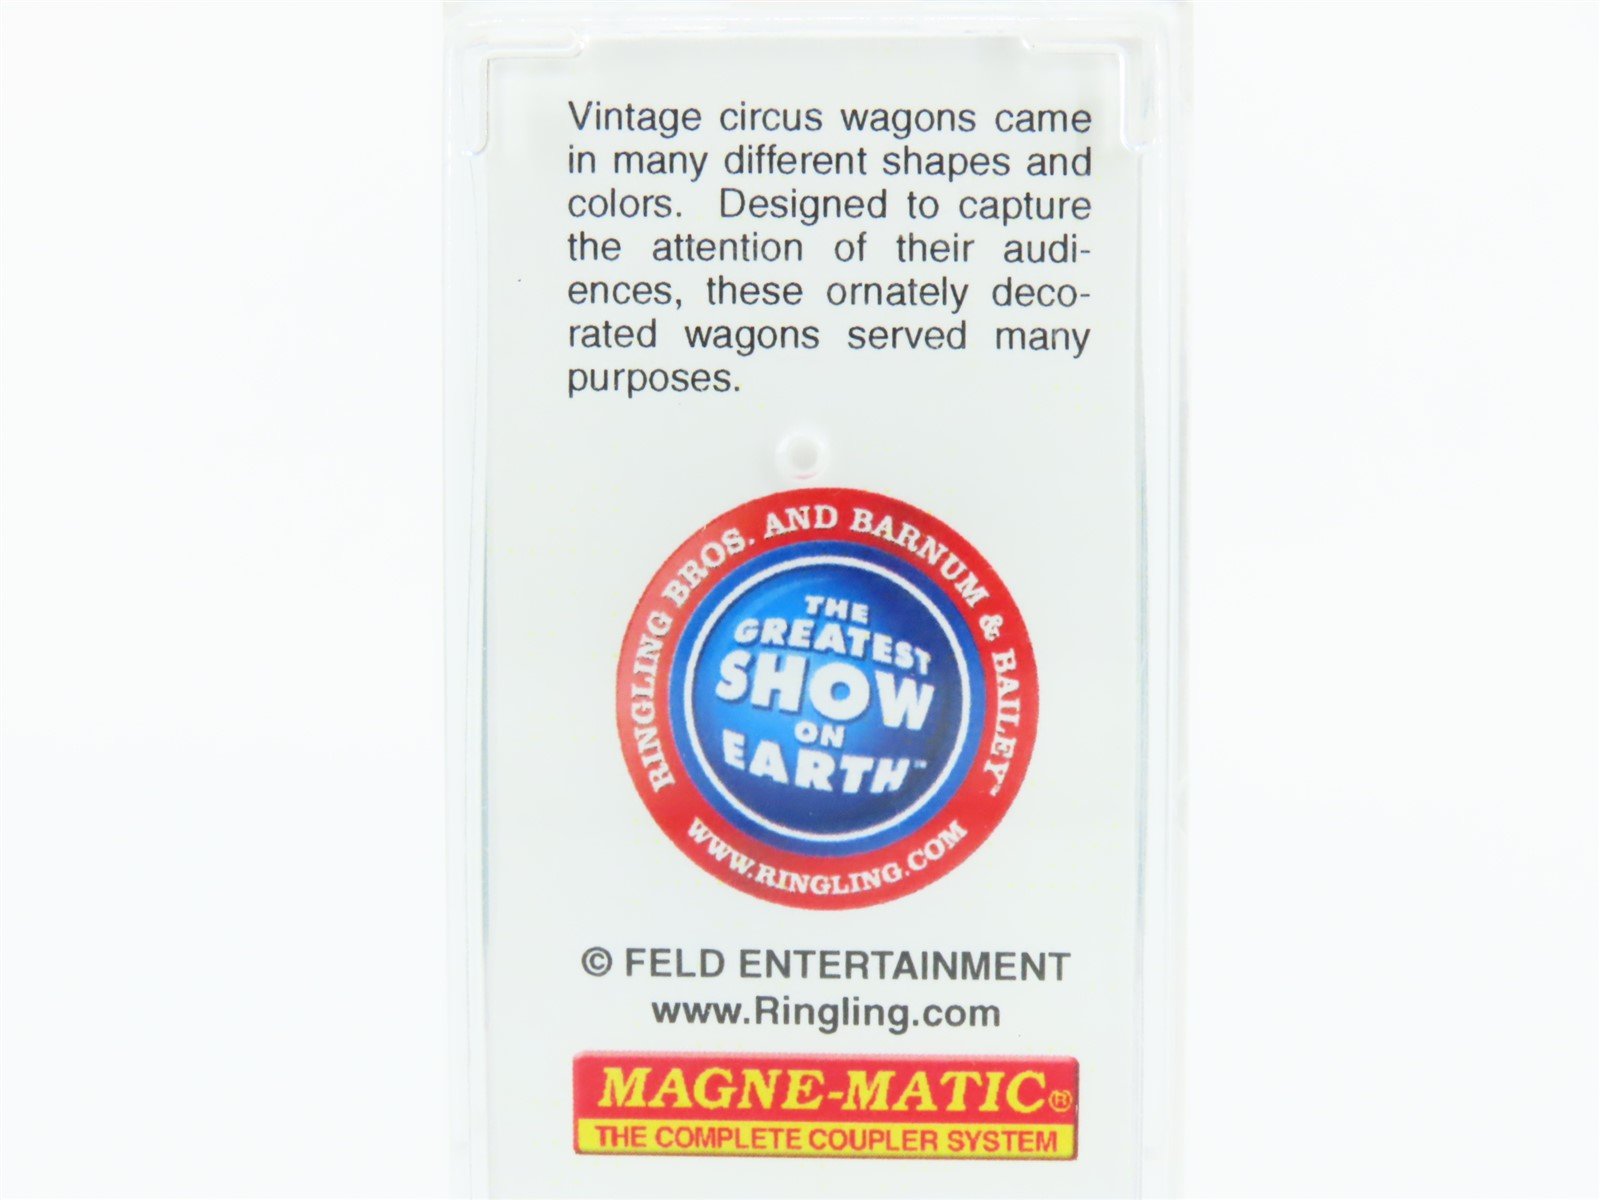 Vintage circus wagons came
in many different shapes and
colors. Designed to capture
the attention of their audi-
ences, these ornately deco-
rated wagons served many
purposes.
RINGLING BROS. AND BARNUM & BAILEY™
THE
GREATEST
SHOW
ON
EARTH™
WWW.RINGLING.COM
© FELD ENTERTAINMENT
www.Ringling.com
MAGNE-MATIC®
THE COMPLETE COUPLER SYSTEM